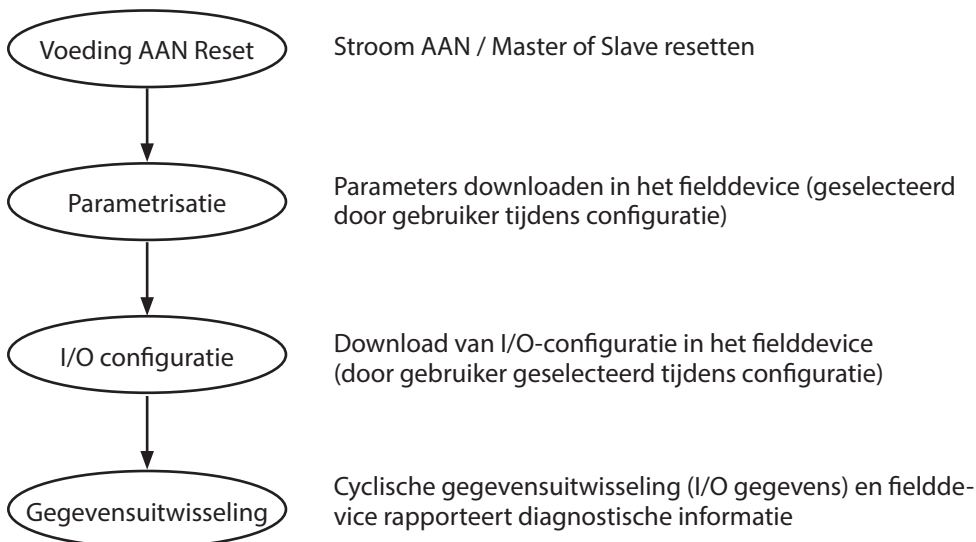 Voeding AAN Reset
Stroom AAN / Master of Slave resetten
Parametrisatie
Parameters downloaden in het fielddevice (geselecteerd
door gebruiker tijdens configuratie)
I/O configuratie
Download van I/O-configuratie in het fielddevice
(door gebruiker geselecteerd tijdens configuratie)
Gegevensuitwisseling
Cyclische gegevensuitwisseling (I/O gegevens) en fieldde-
vice rapporteert diagnostische informatie